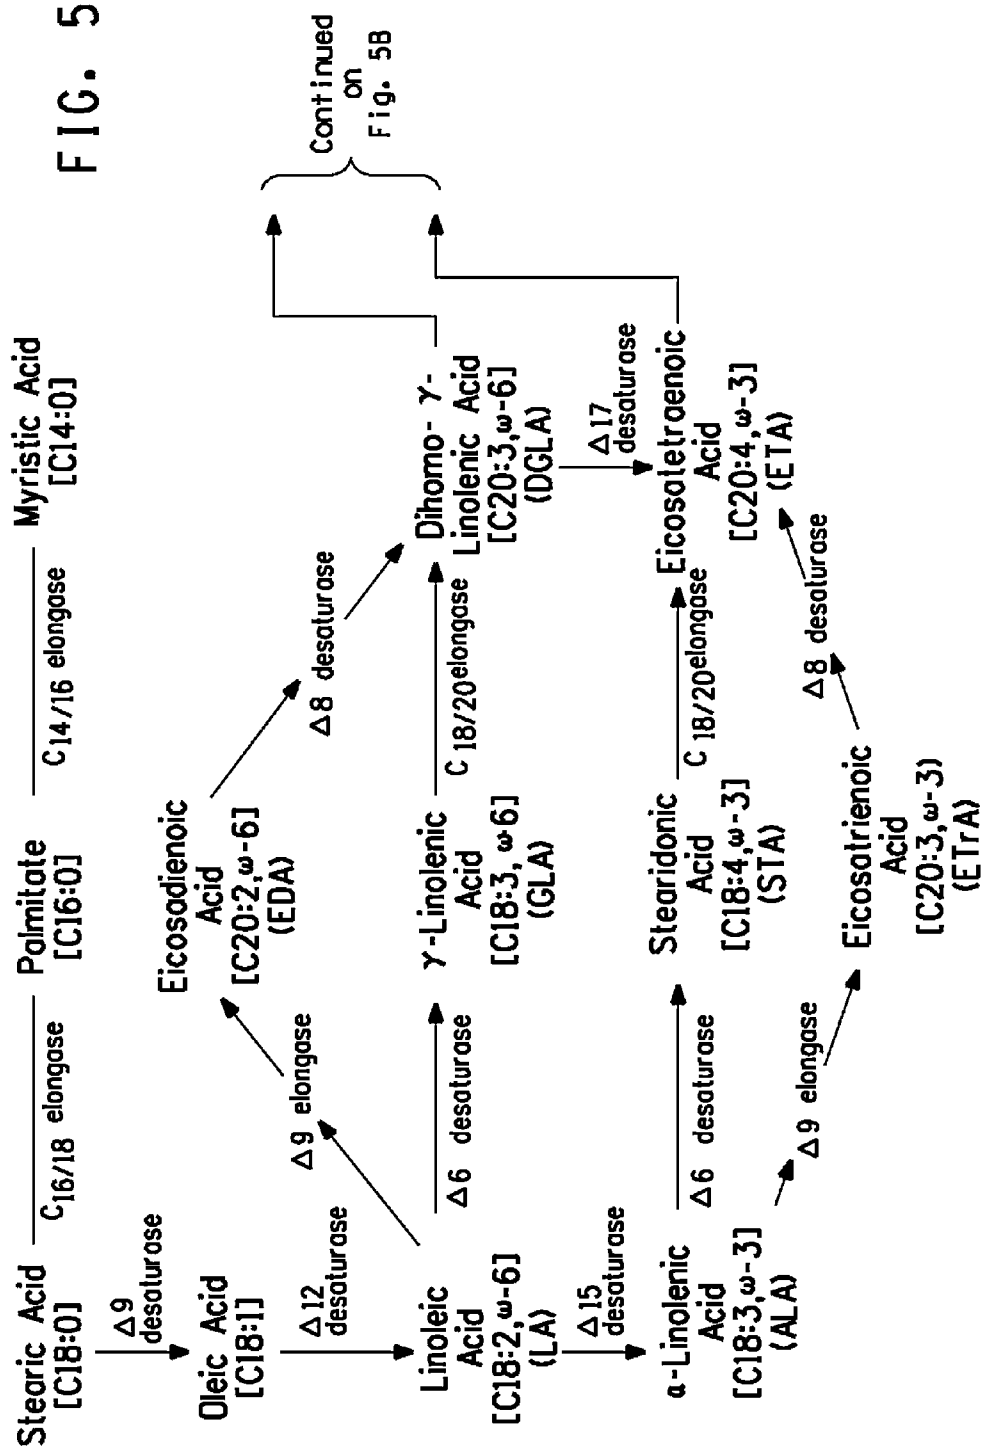 FIG. 5
Stearic Acid
[C18:0]
C16/18 elongase
Palmitate
[C16:0]
C14/16 elongase
Myristic Acid
[C14:0]
Δ9
desaturase
Oleic Acid
[C18:1]
Δ12
desaturase
Linoleic
Acid
[C18:2,ω-6]
(LA)
Δ9 elongase
Eicosadienoic
Acid
[C20:2,ω-6]
(EDA)
Δ8 desaturase
Δ6 desaturase
γ-Linolenic
Acid
[C18:3, ω-6]
(GLA)
C18/20elongase
Dihomo- γ-
Linolenic Acid
[C20:3,ω-6]
(DGLA)
Continued
on
Fig. 5B
Δ15
desaturase
Δ17
desaturase
α-Linolenic
Acid
[C18:3,ω-3]
(ALA)
Δ6 desaturase
Stearidonic
Acid
[C18:4,ω-3]
(STA)
C18/20elongase
Eicosatetraenoic
Acid
[C20:4,ω-3]
(ETA)
Δ9 elongase
Eicosatrienoic
Acid
[C20:3,ω-3)
(ETrA)
Δ8 desaturase